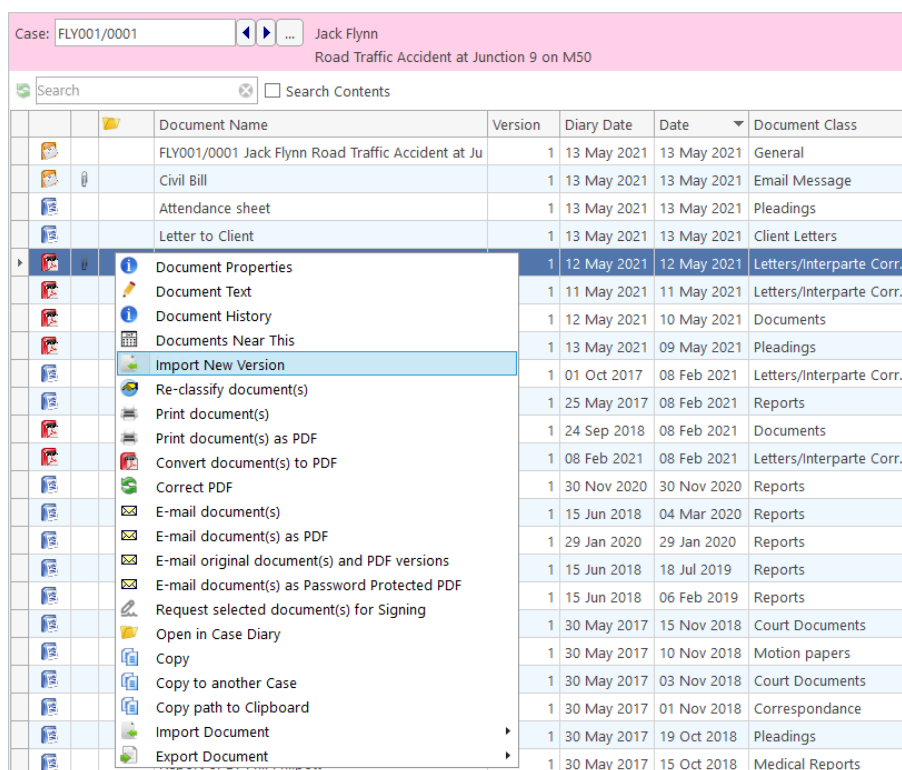 Case: FLY001/0001 ... Jack Flynn
Road Traffic Accident at Junction 9 on M50
Search Search Contents
Document Name Version Diary Date Date Document Class
FLY001/0001 Jack Flynn Road Traffic Accident at Ju 1 13 May 2021 13 May 2021 General
Civil Bill 1 13 May 2021 13 May 2021 Email Message
Attendance sheet 1 13 May 2021 13 May 2021 Pleadings
Letter to Client 1 13 May 2021 13 May 2021 Client Letters
1 12 May 2021 12 May 2021 Letters/Interparte Corr.
Document Properties
Document Text 1 11 May 2021 11 May 2021 Letters/Interparte Corr.
Document History 1 12 May 2021 10 May 2021 Documents
Documents Near This 1 13 May 2021 09 May 2021 Pleadings
Import New Version 1 01 Oct 2017 08 Feb 2021 Letters/Interparte Corr.
Re-classify document(s) 1 25 May 2017 08 Feb 2021 Reports
Print document(s) 1 24 Sep 2018 08 Feb 2021 Documents
Print document(s) as PDF
Convert document(s) to PDF 1 08 Feb 2021 08 Feb 2021 Letters/Interparte Corr.
Correct PDF 1 30 Nov 2020 30 Nov 2020 Reports
E-mail document(s) 1 15 Jun 2018 04 Mar 2020 Reports
E-mail document(s) as PDF 1 29 Jan 2020 29 Jan 2020 Reports
E-mail original document(s) and PDF versions 1 15 Jun 2018 18 Jul 2019 Reports
E-mail document(s) as Password Protected PDF 1 15 Jun 2018 06 Feb 2019 Reports
Request selected document(s) for Signing 1 30 May 2017 15 Nov 2018 Court Documents
Open in Case Diary
Copy 1 30 May 2017 10 Nov 2018 Motion papers
Copy to another Case 1 30 May 2017 03 Nov 2018 Court Documents
Copy path to Clipboard 1 30 May 2017 01 Nov 2018 Correspondance
Import Document 1 30 May 2017 19 Oct 2018 Pleadings
Export Document 1 30 May 2017 15 Oct 2018 Medical Reports